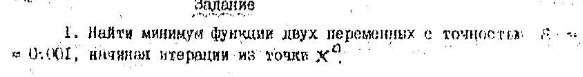 Задание
1. Найти минимум функции двух переменных с точностью ε =
= 0.001, начиная итерации из точки X⁰.